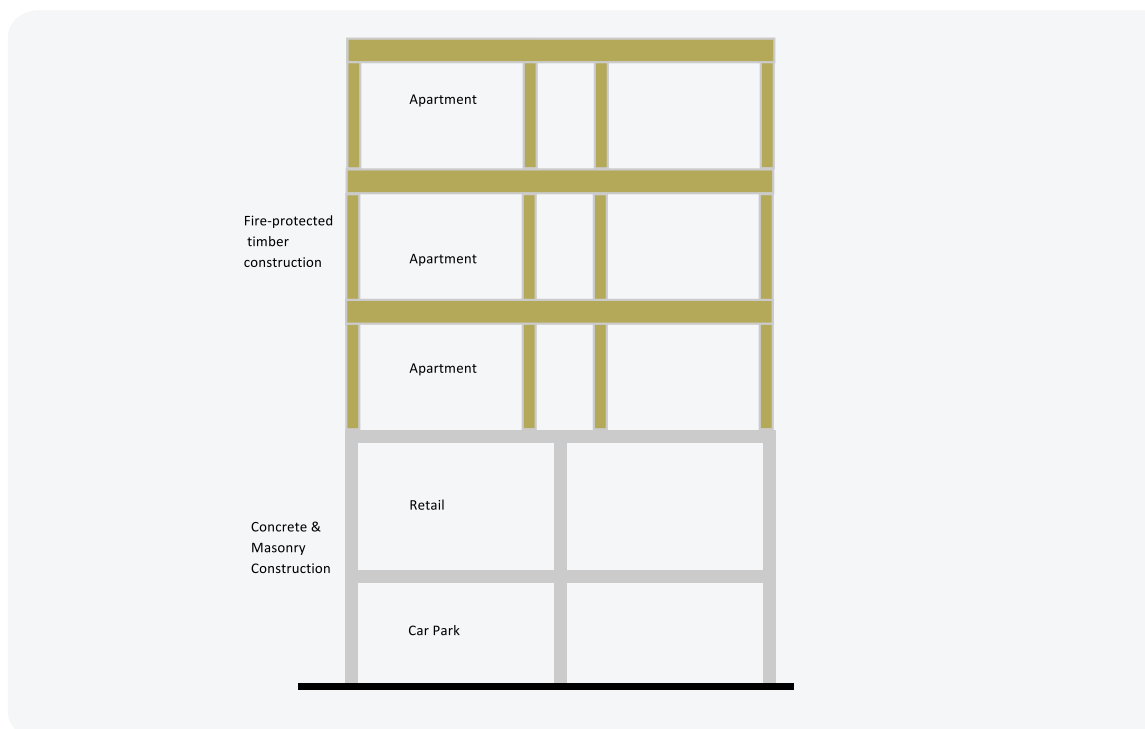 Apartment
Fire-protected
timber
construction
Apartment
Apartment
Retail
Concrete &
Masonry
Construction
Car Park